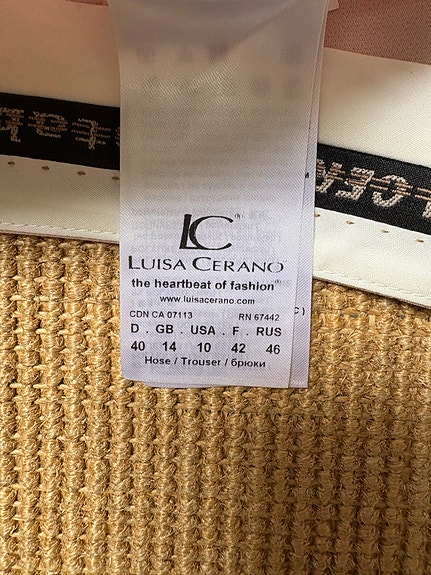 LC
LUISA CERANO
the heartbeat of fashion®
www.luisacerano.com
CDN CA 07113 RN 67442
D . GB . USA . F . RUS
40 14 10 42 46
Hose / Trouser / брюки